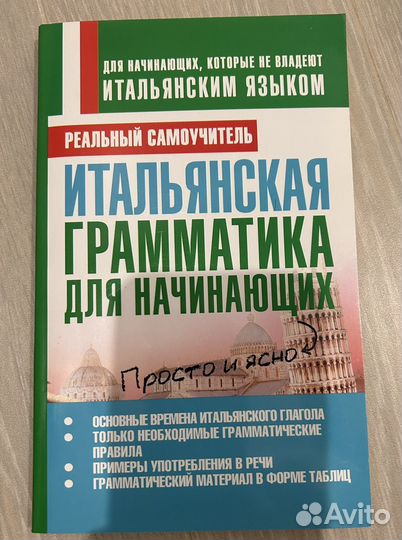 ДЛЯ НАЧИНАЮЩИХ, КОТОРЫЕ НЕ ВЛАДЕЮТ
ИТАЛЬЯНСКИМ ЯЗЫКОМ
РЕАЛЬНЫЙ САМОУЧИТЕЛЬ
ИТАЛЬЯНСКАЯ
ГРАММАТИКА
ДЛЯ НАЧИНАЮЩИХ
Просто и ясно
• ОСНОВНЫЕ ВРЕМЕНА ИТАЛЬЯНСКОГО ГЛАГОЛА
• ТОЛЬКО НЕОБХОДИМЫЕ ГРАММАТИЧЕСКИЕ
ПРАВИЛА
• ПРИМЕРЫ УПОТРЕБЛЕНИЯ В РЕЧИ
• ГРАММАТИЧЕСКИЙ МАТЕРИАЛ В ФОРМЕ ТАБЛИЦ
Avito